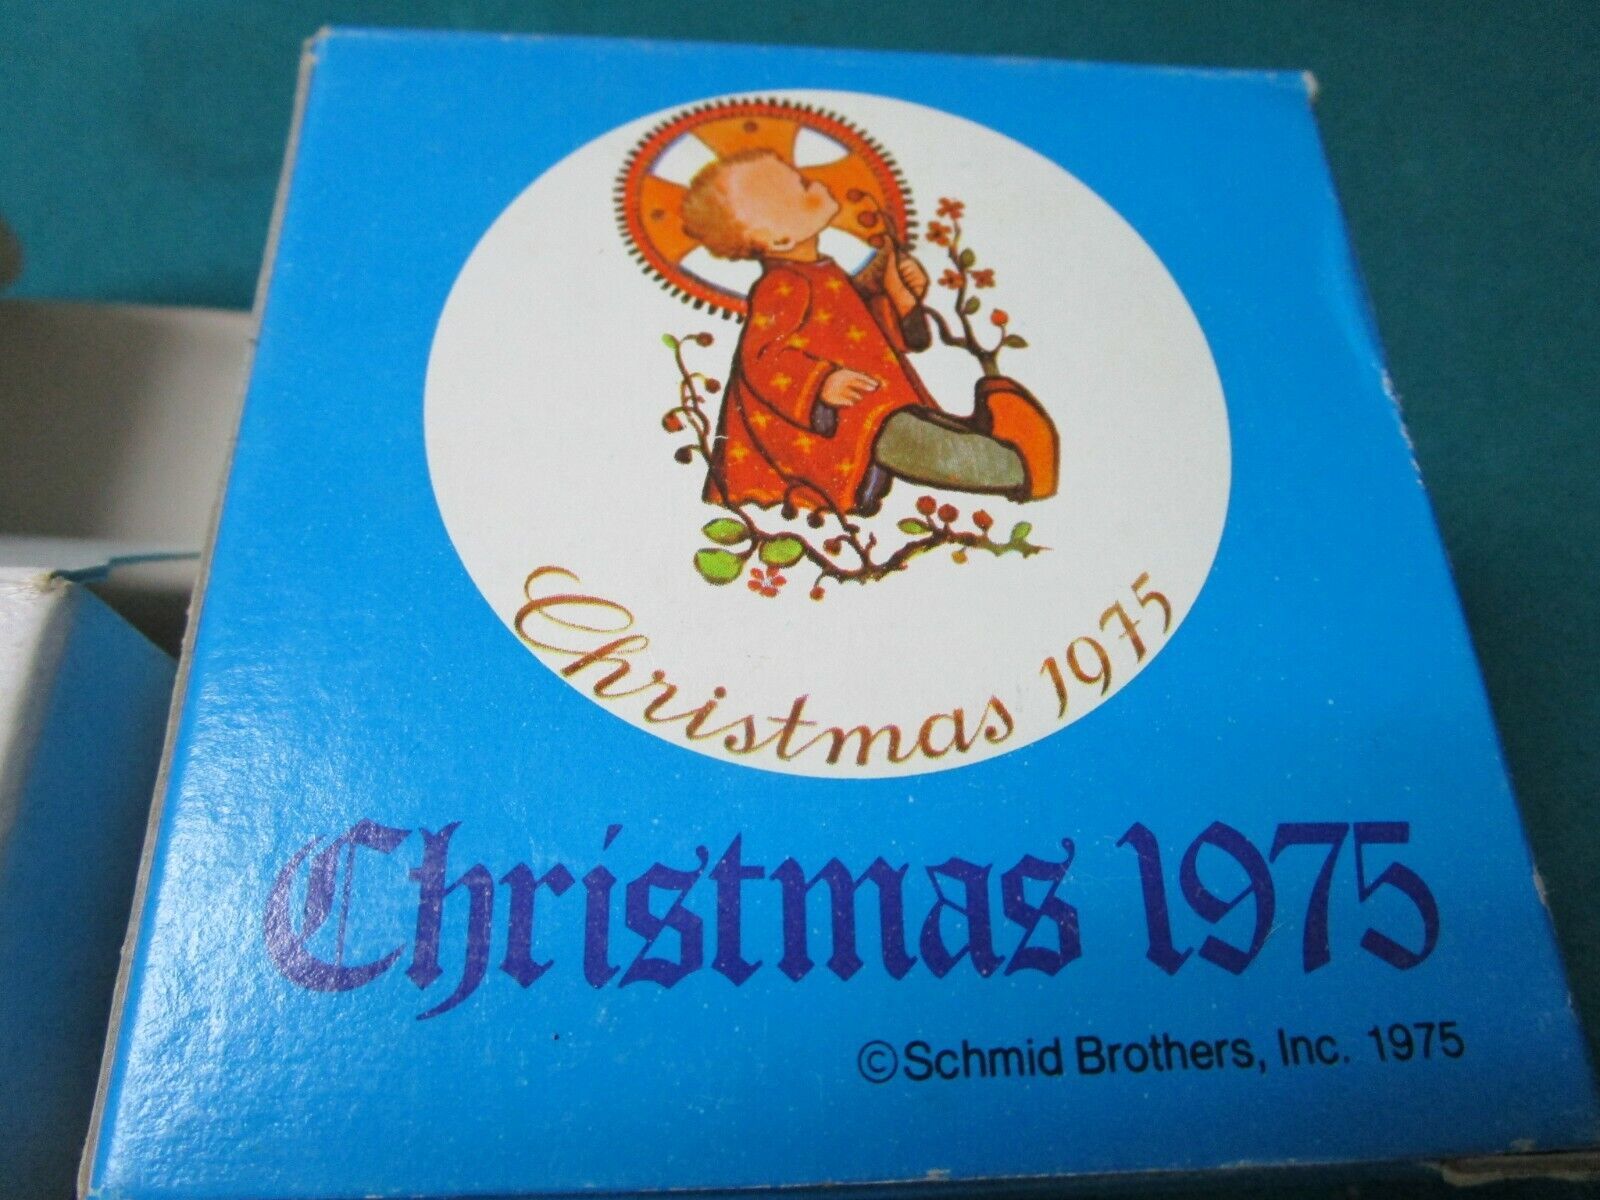 Christmas 1975
Christmas 1975
©Schmid Brothers, Inc. 1975